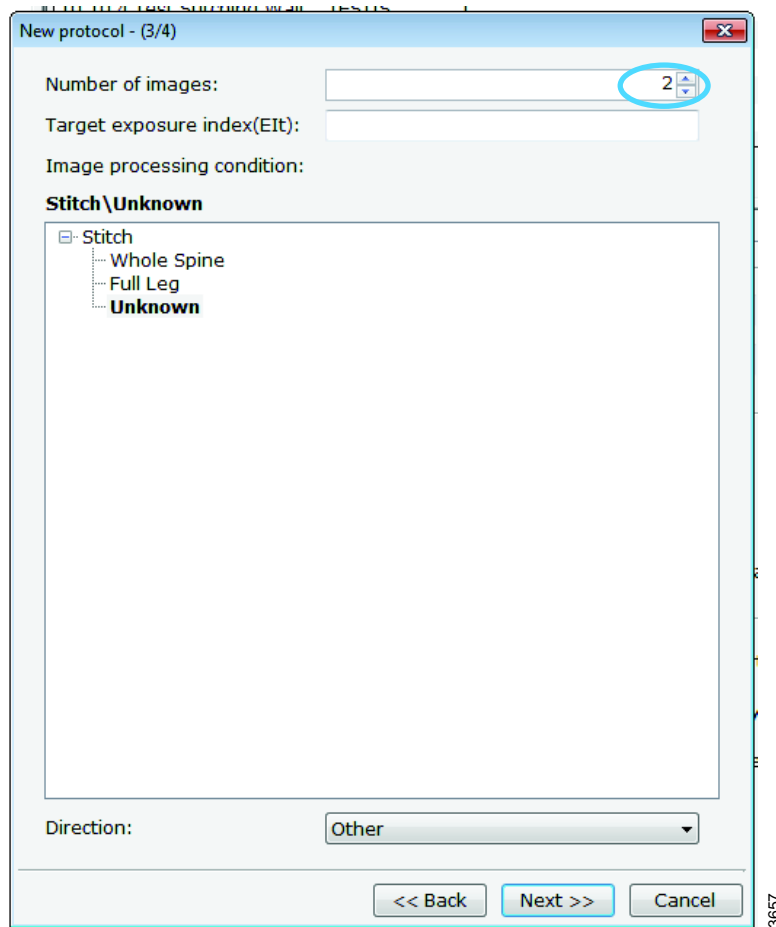 New protocol - (3/4)
Number of images: 2
Target exposure index(EIt):
Image processing condition:
Stitch\Unknown
Stitch
Whole Spine
Full Leg
Unknown
Direction: Other
<< Back Next >> Cancel
3657